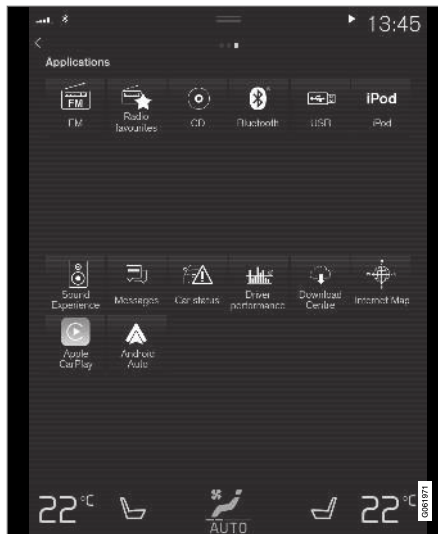 13:45
Applications
FM
FM
Radio
favourites
CD
Bluetooth
USB
iPod
iPod
Sound
Experience
Messages
Car status
Driver
performance
Download
Centre
Internet Map
Apple
CarPlay
Android
Auto
22°C
AUTO
22°C
G061971